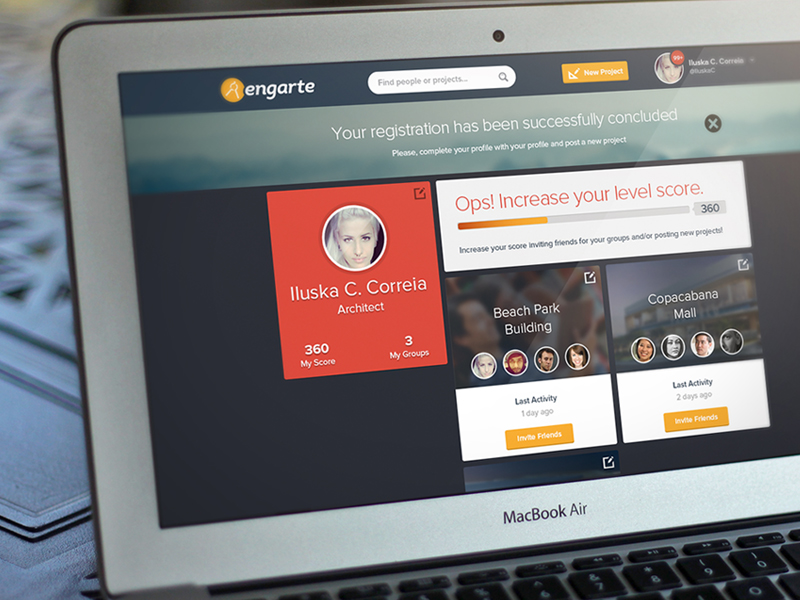 engarte
Find people or projects...
New Project
99+
Iluska C. Correia
@IluskaC
Your registration has been successfully concluded
Please, complete your profile with your profile and post a new project
Iluska C. Correia
Architect
360
My Score
3
My Groups
Ops! Increase your level score.
360
Increase your score inviting friends for your groups and/or posting new projects!
Beach Park
Building
Last Activity
1 day ago
Invite Friends
Copacabana
Mall
Last Activity
2 days ago
Invite Friends
MacBook Air